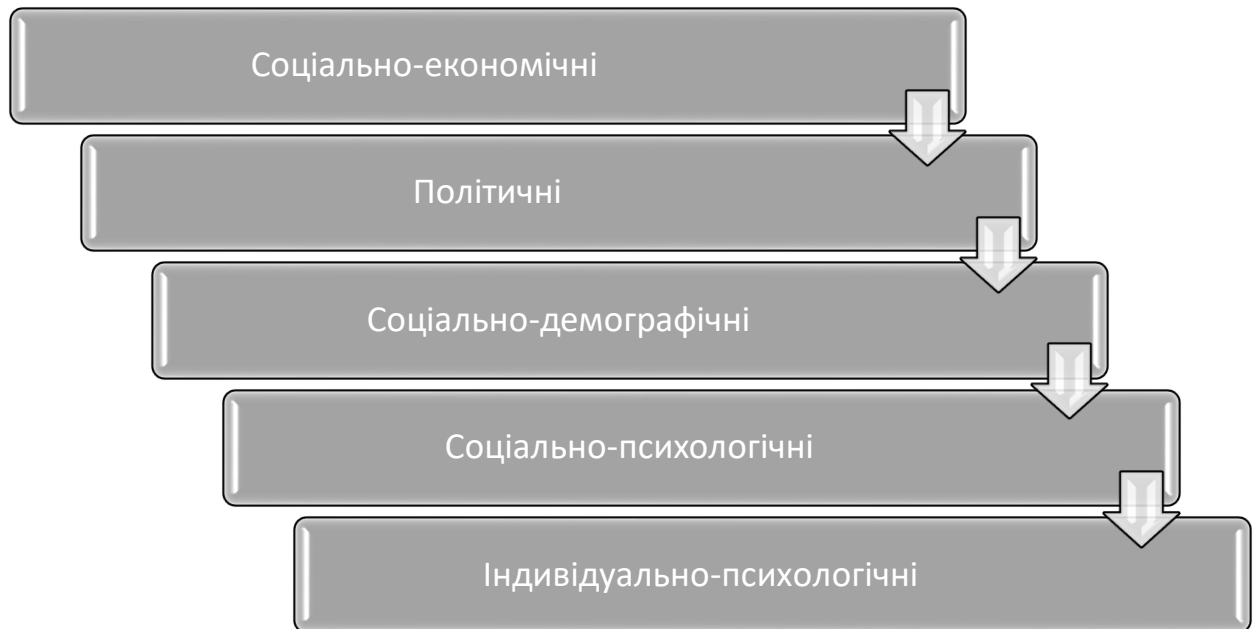 Соціально-економічні
Політичні
Соціально-демографічні
Соціально-психологічні
Індивідуально-психологічні